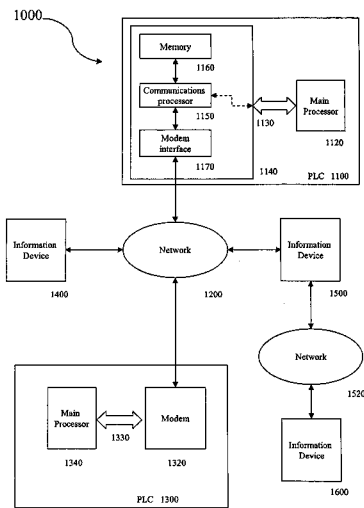 1000
Memory
1160
Communications
processor
1150
1130
Main
Processor
1120
Modem
interface
1170
1140
PLC 1100
Information
Device
1400
Network
1200
Information
Device
1500
Network
1520
Main
Processor
1340
1330
Modem
1320
PLC 1300
Information
Device
1600